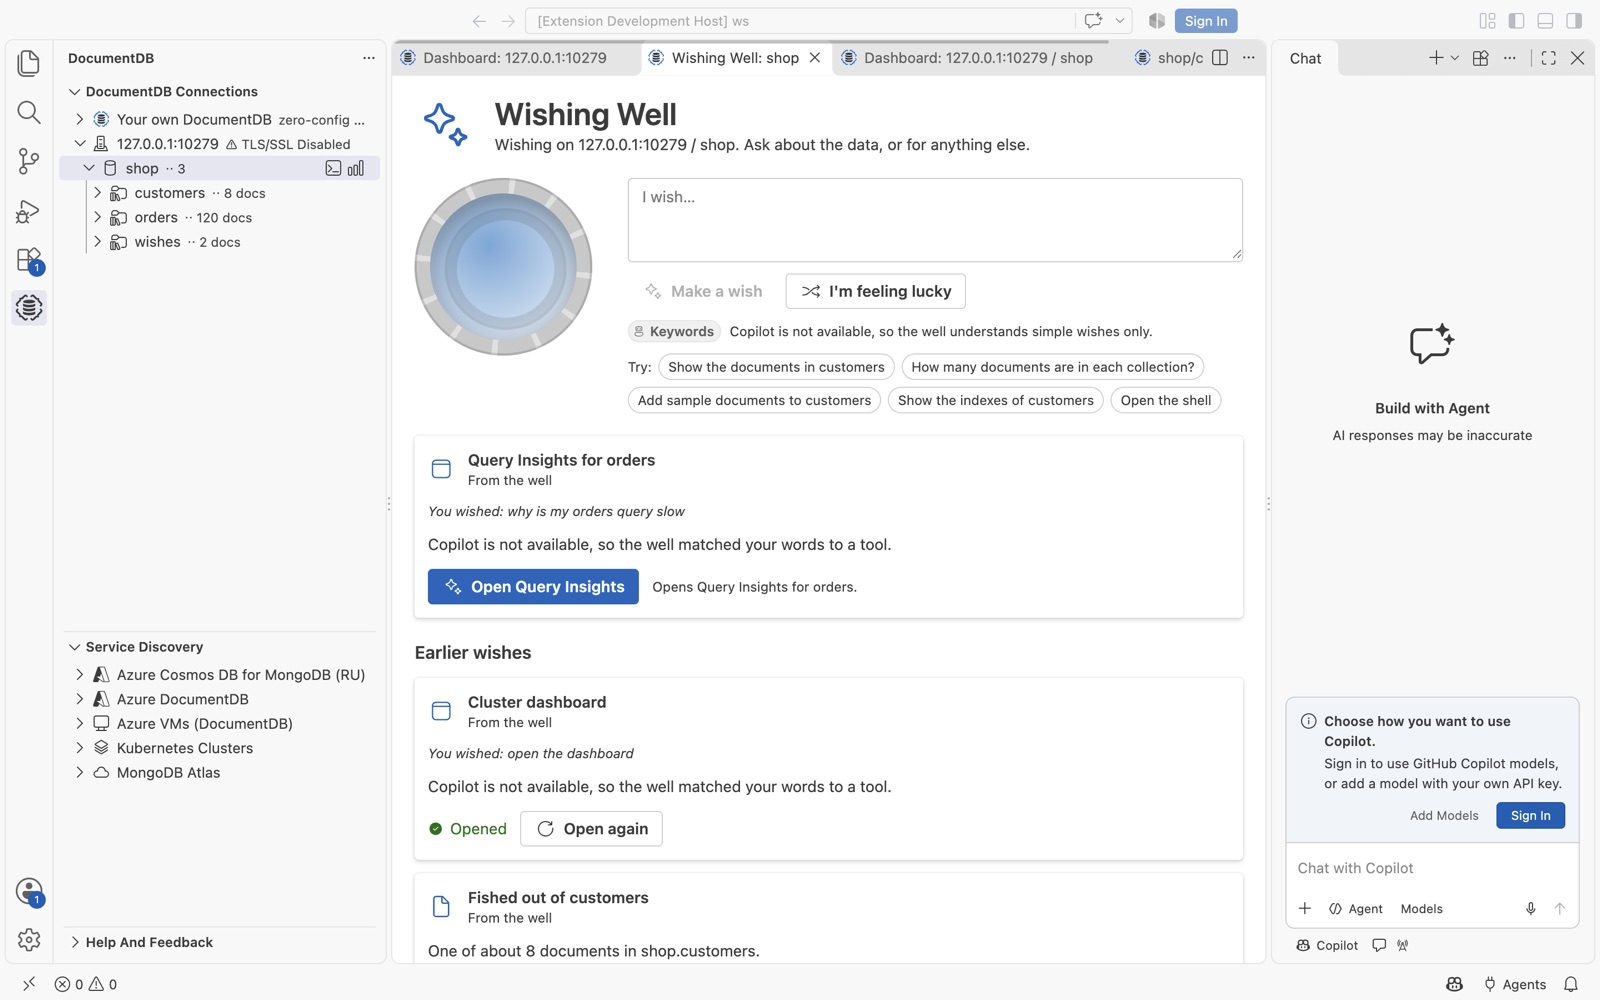 [Extension Development Host] ws
Sign In
DocumentDB
DocumentDB Connections
Your own DocumentDB zero-config ...
127.0.0.1:10279 TLS/SSL Disabled
shop ·· 3
customers ·· 8 docs
orders ·· 120 docs
wishes ·· 2 docs
1
Service Discovery
Azure Cosmos DB for MongoDB (RU)
Azure DocumentDB
Azure VMs (DocumentDB)
Kubernetes Clusters
MongoDB Atlas
1
Help And Feedback
Dashboard: 127.0.0.1:10279
Wishing Well: shop
Dashboard: 127.0.0.1:10279 / shop
shop/c
Wishing Well
Wishing on 127.0.0.1:10279 / shop. Ask about the data, or for anything else.
I wish...
Make a wish
I'm feeling lucky
Keywords Copilot is not available, so the well understands simple wishes only.
Try: Show the documents in customers How many documents are in each collection?
Add sample documents to customers Show the indexes of customers Open the shell
Query Insights for orders
From the well
You wished: why is my orders query slow
Copilot is not available, so the well matched your words to a tool.
Open Query Insights Opens Query Insights for orders.
Earlier wishes
Cluster dashboard
From the well
You wished: open the dashboard
Copilot is not available, so the well matched your words to a tool.
Opened Open again
Fished out of customers
From the well
One of about 8 documents in shop.customers.
Chat
Build with Agent
AI responses may be inaccurate
Choose how you want to use
Copilot.
Sign in to use GitHub Copilot models,
or add a model with your own API key.
Add Models Sign In
Chat with Copilot
Agent Models
Copilot
0 0
Agents